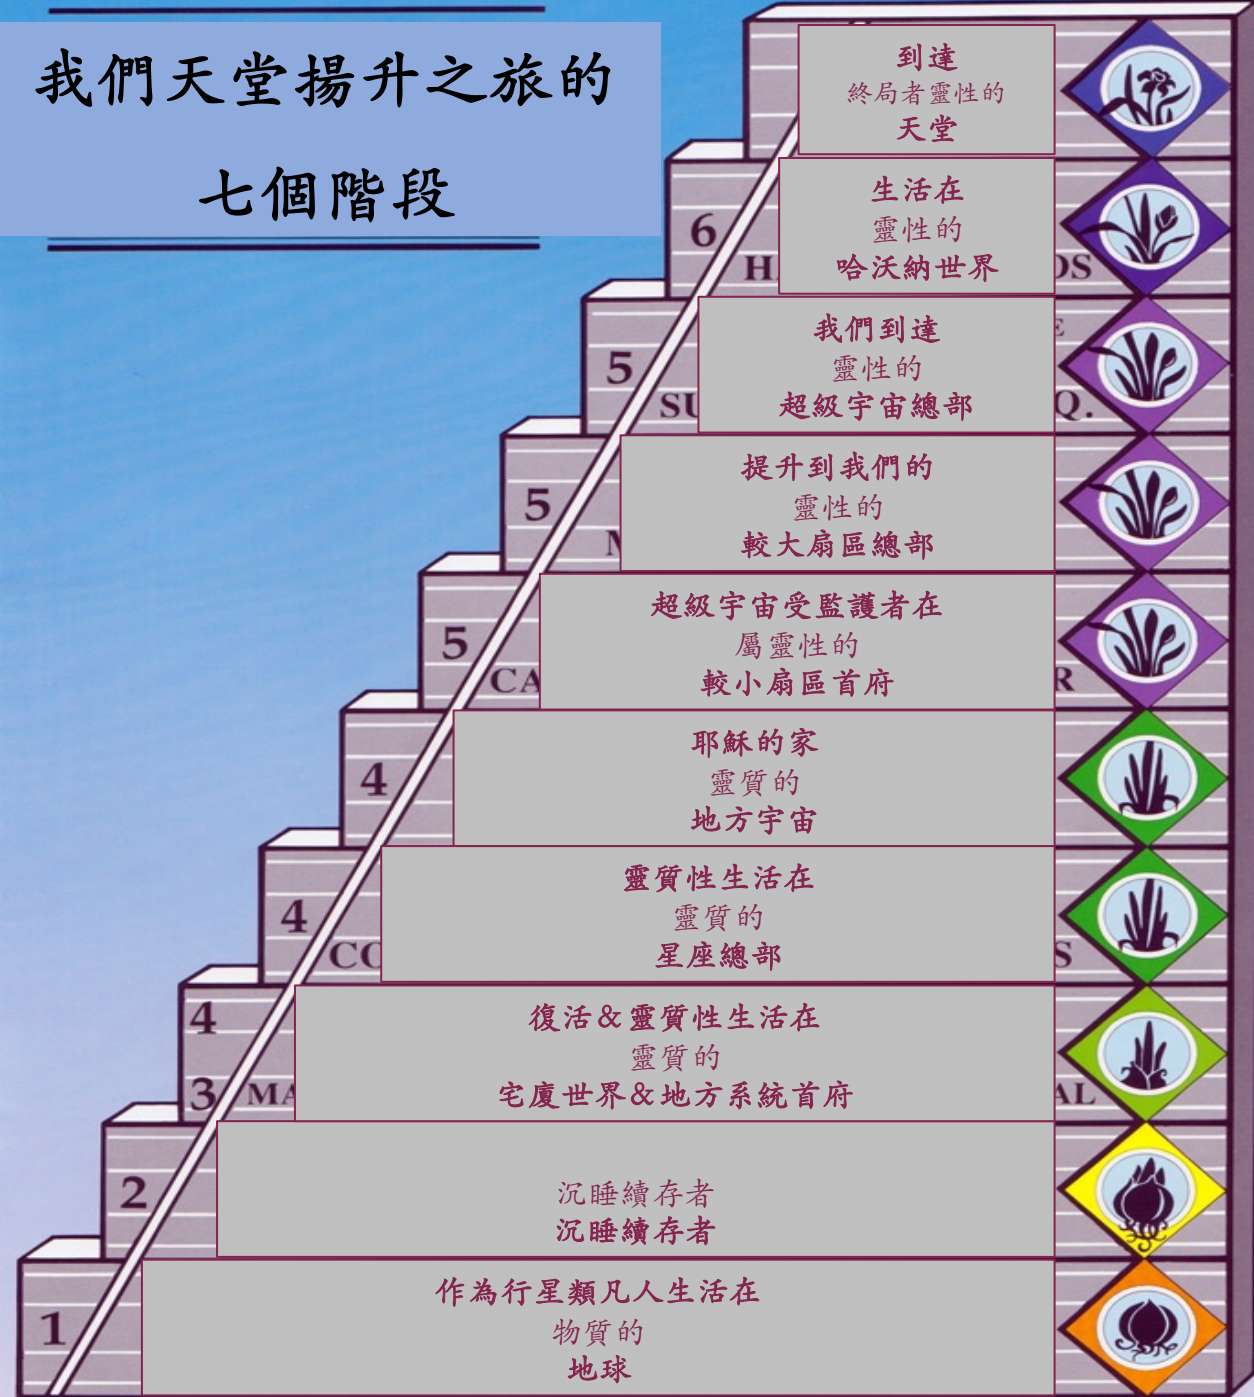 我們天堂揚升之旅的
七個階段
到達
終局者靈性的
天堂
6
生活在
靈性的
哈沃納世界
5
我們到達
靈性的
超級宇宙總部
5
提升到我們的
靈性的
較大扇區總部
5
超級宇宙受監護者在
屬靈性的
較小扇區首府
4
耶穌的家
靈質的
地方宇宙
4
靈質性生活在
靈質的
星座總部
4
3
復活&靈質性生活在
靈質的
宅廈世界&地方系統首府
2
沉睡續存者
沉睡續存者
1
作為行星類凡人生活在
物質的
地球